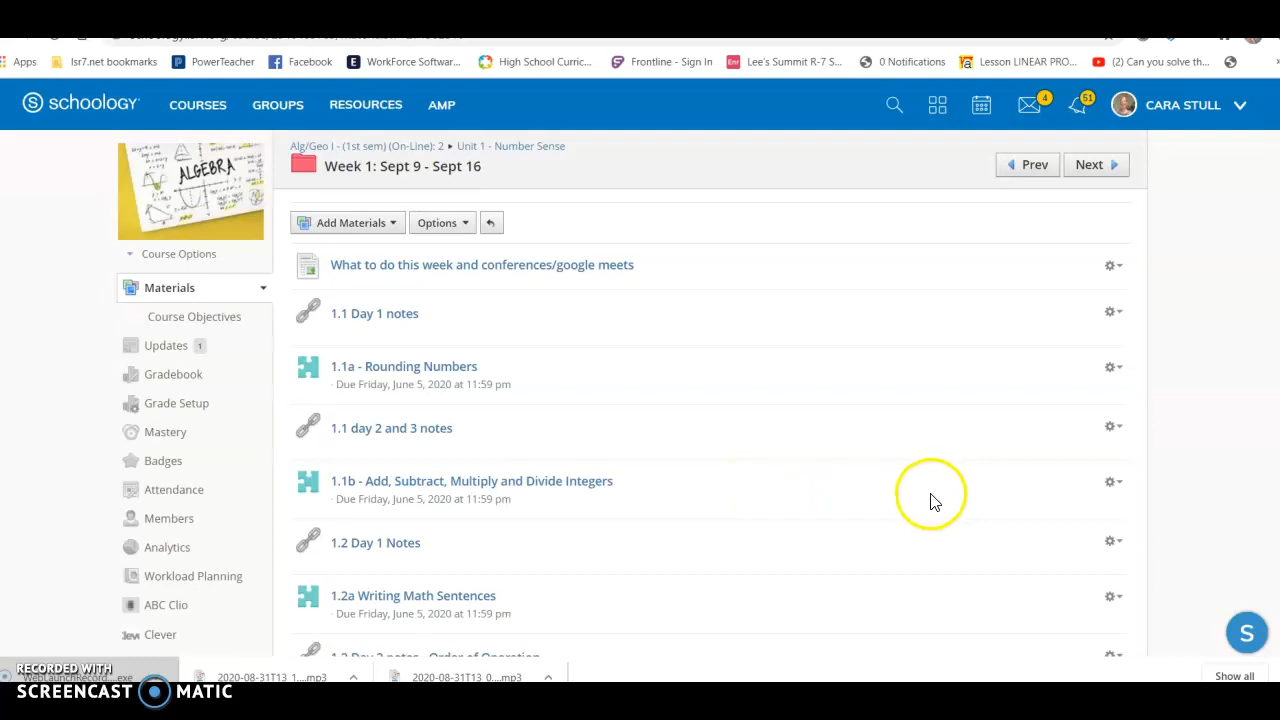 Apps lsr7.net bookmarks PowerTeacher Facebook WorkForce Softwar... High School Curric... Frontline - Sign In Lee's Summit R-7 S... 0 Notifications Lesson LINEAR PRO... (2) Can you solve th...
schoology COURSES GROUPS RESOURCES AMP 4 51 CARA STULL
ALGEBRA
Alg/Geo I - (1st sem) (On-Line): 2 ▸ Unit 1 - Number Sense
Week 1: Sept 9 - Sept 16
Prev Next
Add Materials Options
Course Options
Materials
Course Objectives
Updates 1
Gradebook
Grade Setup
Mastery
Badges
Attendance
Members
Analytics
Workload Planning
ABC Clio
Clever
What to do this week and conferences/google meets
1.1 Day 1 notes
1.1a - Rounding Numbers
· Due Friday, June 5, 2020 at 11:59 pm
1.1 day 2 and 3 notes
1.1b - Add, Subtract, Multiply and Divide Integers
· Due Friday, June 5, 2020 at 11:59 pm
1.2 Day 1 Notes
1.2a Writing Math Sentences
· Due Friday, June 5, 2020 at 11:59 pm
S
RECORDED WITH
SCREENCAST MATIC
2020-08-31T13_1....mp3 2020-08-31T13_0....mp3 Show all